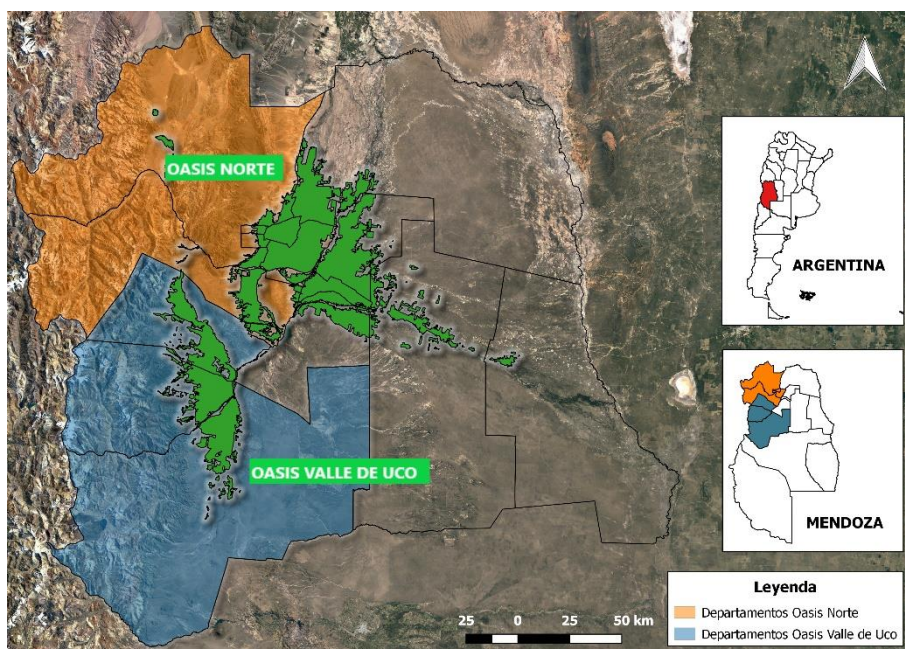 OASIS NORTE
OASIS VALLE DE UCO
ARGENTINA
MENDOZA
25 0 25 50 km
Leyenda
Departamentos Oasis Norte
Departamentos Oasis Valle de Uco